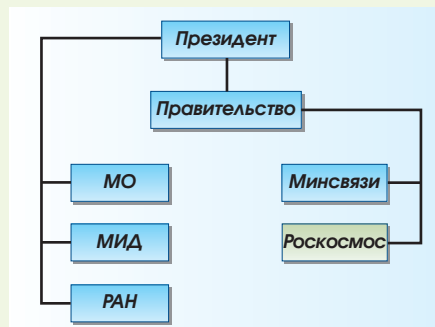 Президент
Правительство
МО
Минсвязи
МИД
Роскосмос
РАН